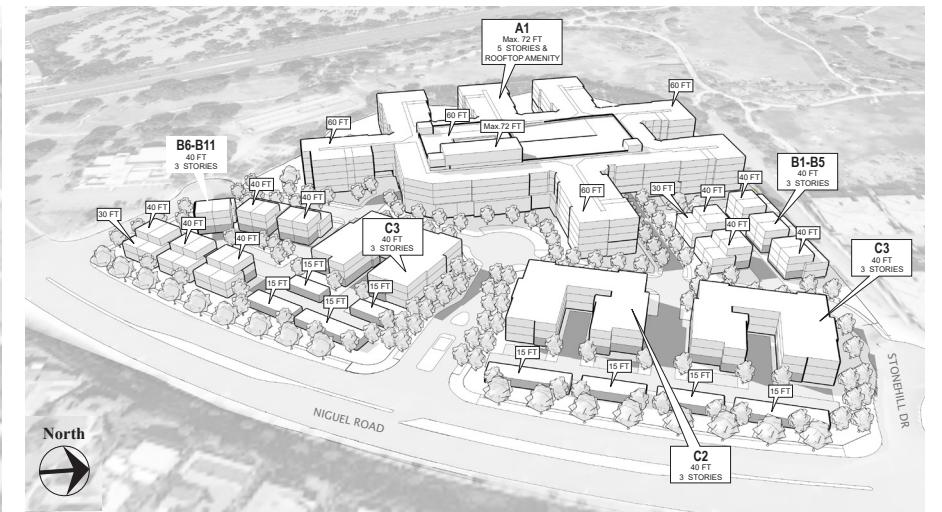 A1
Max. 72 FT
5 STORIES &
ROOFTOP AMENITY
60 FT
60 FT
60 FT
Max.72 FT
B6-B11
40 FT
3 STORIES
B1-B5
40 FT
3 STORIES
40 FT
40 FT
40 FT
30 FT
40 FT
40 FT
40 FT
60 FT
30 FT
40 FT
40 FT
40 FT
40 FT
C3
40 FT
3 STORIES
C3
40 FT
3 STORIES
15 FT
15 FT
15 FT
15 FT
15 FT
15 FT
15 FT
15 FT
NIGUEL ROAD
STONEHILL DR
C2
40 FT
3 STORIES
North